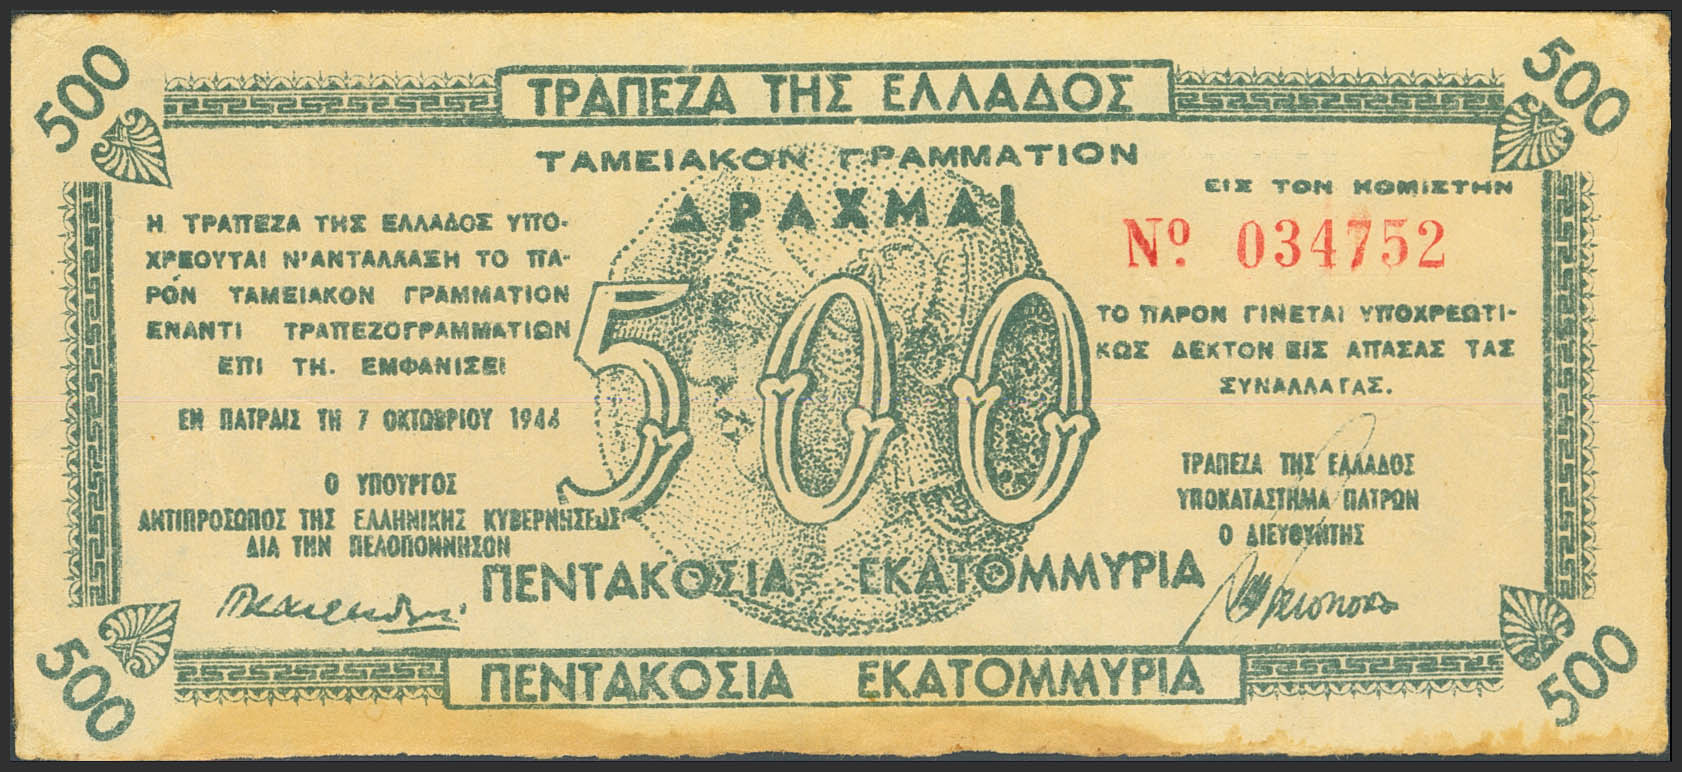 500
500
ΤΡΑΠΕΖΑ ΤΗΣ ΕΛΛΑΔΟΣ
ΤΑΜΕΙΑΚΟΝ ΓΡΑΜΜΑΤΙΟΝ
ΕΙΣ ΤΟΝ ΚΟΜΙΣΤΗΝ
ΔΡΑΧΜΑΙ
Nº 034752
500
Η ΤΡΑΠΕΖΑ ΤΗΣ ΕΛΛΑΔΟΣ ΥΠΟ-
ΧΡΕΟΥΤΑΙ Ν'ΑΝΤΑΛΛΑΞΗ ΤΟ ΠΑ-
ΡΟΝ ΤΑΜΕΙΑΚΟΝ ΓΡΑΜΜΑΤΙΟΝ
ΕΝΑΝΤΙ ΤΡΑΠΕΖΟΓΡΑΜΜΑΤΙΩΝ
ΕΠΙ ΤΗ. ΕΜΦΑΝΙΣΕΙ
ΕΝ ΠΑΤΡΑΙΣ ΤΗ 7 ΟΚΤΩΒΡΙΟΥ 1944
Ο ΥΠΟΥΡΓΟΣ
ΑΝΤΙΠΡΟΣΩΠΟΣ ΤΗΣ ΕΛΛΗΝΙΚΗΣ ΚΥΒΕΡΝΗΣΕΩΣ
ΔΙΑ ΤΗΝ ΠΕΛΟΠΟΝΝΗΣΟΝ
ΤΟ ΠΑΡΟΝ ΓΙΝΕΤΑΙ ΥΠΟΧΡΕΩΤΙ-
ΚΩΣ ΔΕΚΤΟΝ ΕΙΣ ΑΠΑΣΑΣ ΤΑΣ
ΣΥΝΑΛΛΑΓΑΣ.
ΤΡΑΠΕΖΑ ΤΗΣ ΕΛΛΑΔΟΣ
ΥΠΟΚΑΤΑΣΤΗΜΑ ΠΑΤΡΩΝ
Ο ΔΙΕΥΘΥΝΤΗΣ
ΠΕΝΤΑΚΟΣΙΑ ΕΚΑΤΟΜΜΥΡΙΑ
ΠΕΝΤΑΚΟΣΙΑ ΕΚΑΤΟΜΜΥΡΙΑ
500
500